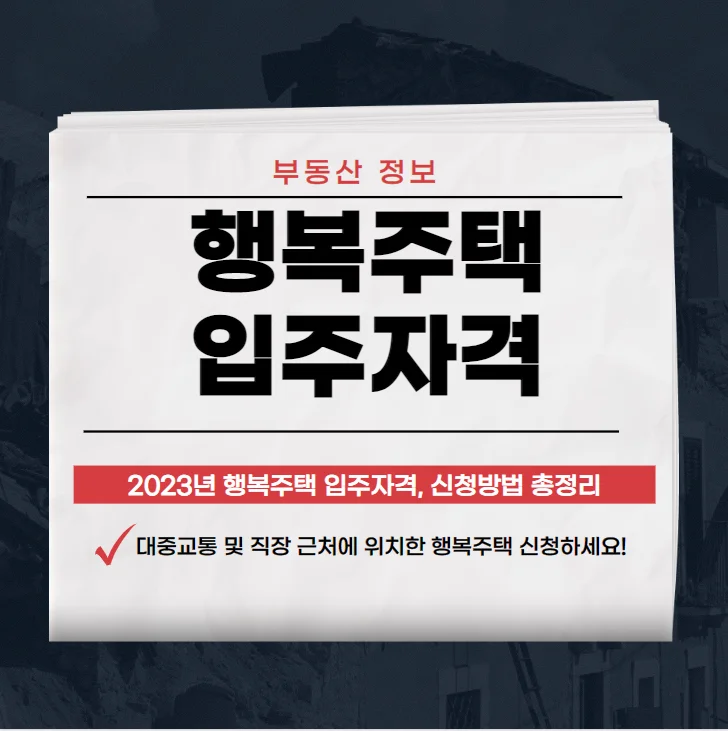 부동산 정보
행복주택
입주자격
2023년 행복주택 입주자격, 신청방법 총정리
대중교통 및 직장 근처에 위치한 행복주택 신청하세요!